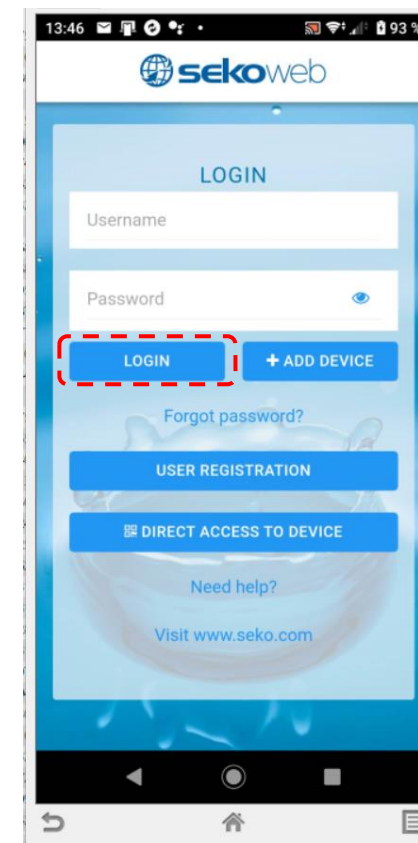 13:46
93 %
sekoweb
LOGIN
Username
Password
LOGIN
+ ADD DEVICE
Forgot password?
USER REGISTRATION
DIRECT ACCESS TO DEVICE
Need help?
Visit www.seko.com